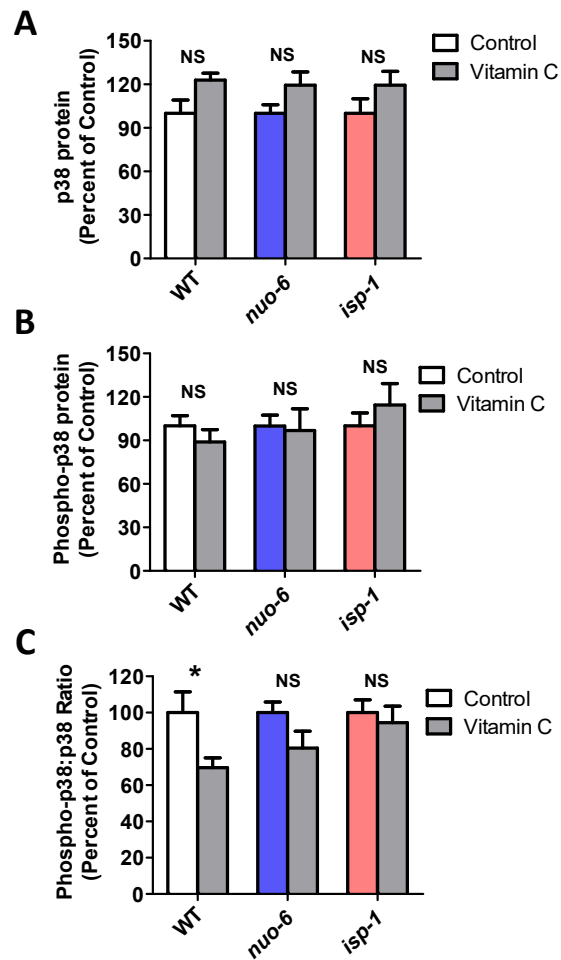 A
p38 protein
(Percent of Control)
150
120
90
60
30
0
NS
NS
NS
WT
nuo-6
isp-1
Control
Vitamin C
B
Phospho-p38 protein
(Percent of Control)
150
120
90
60
30
0
NS
NS
NS
WT
nuo-6
isp-1
Control
Vitamin C
C
Phospho-p38:p38 Ratio
(Percent of Control)
120
100
80
60
40
20
0
*
NS
NS
WT
nuo-6
isp-1
Control
Vitamin C